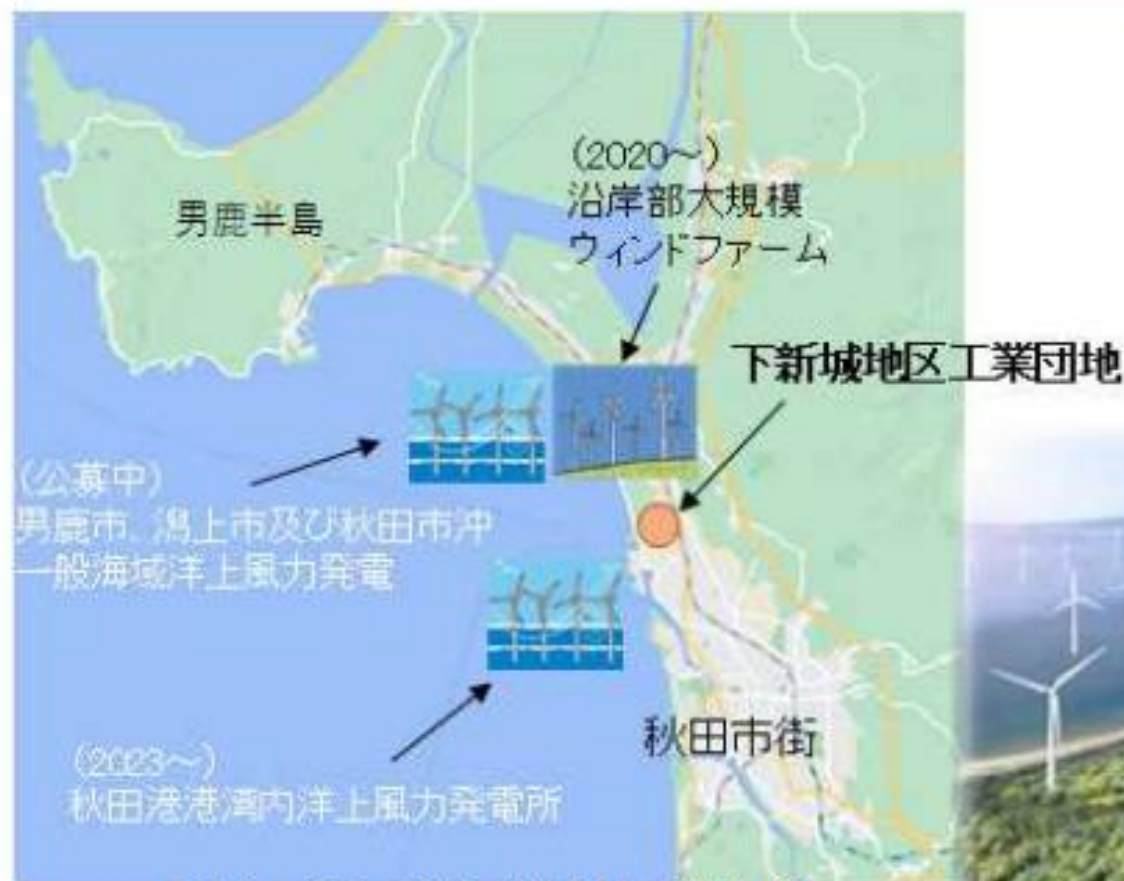 (2020～)
沿岸部大規模
ウィンドファーム
男鹿半島
下新城地区工業団地
(公募中)
男鹿市、潟上市及び秋田市沖
一般海域洋上風力発電
秋田市街
(2023～)
秋田港港湾内洋上風力発電所